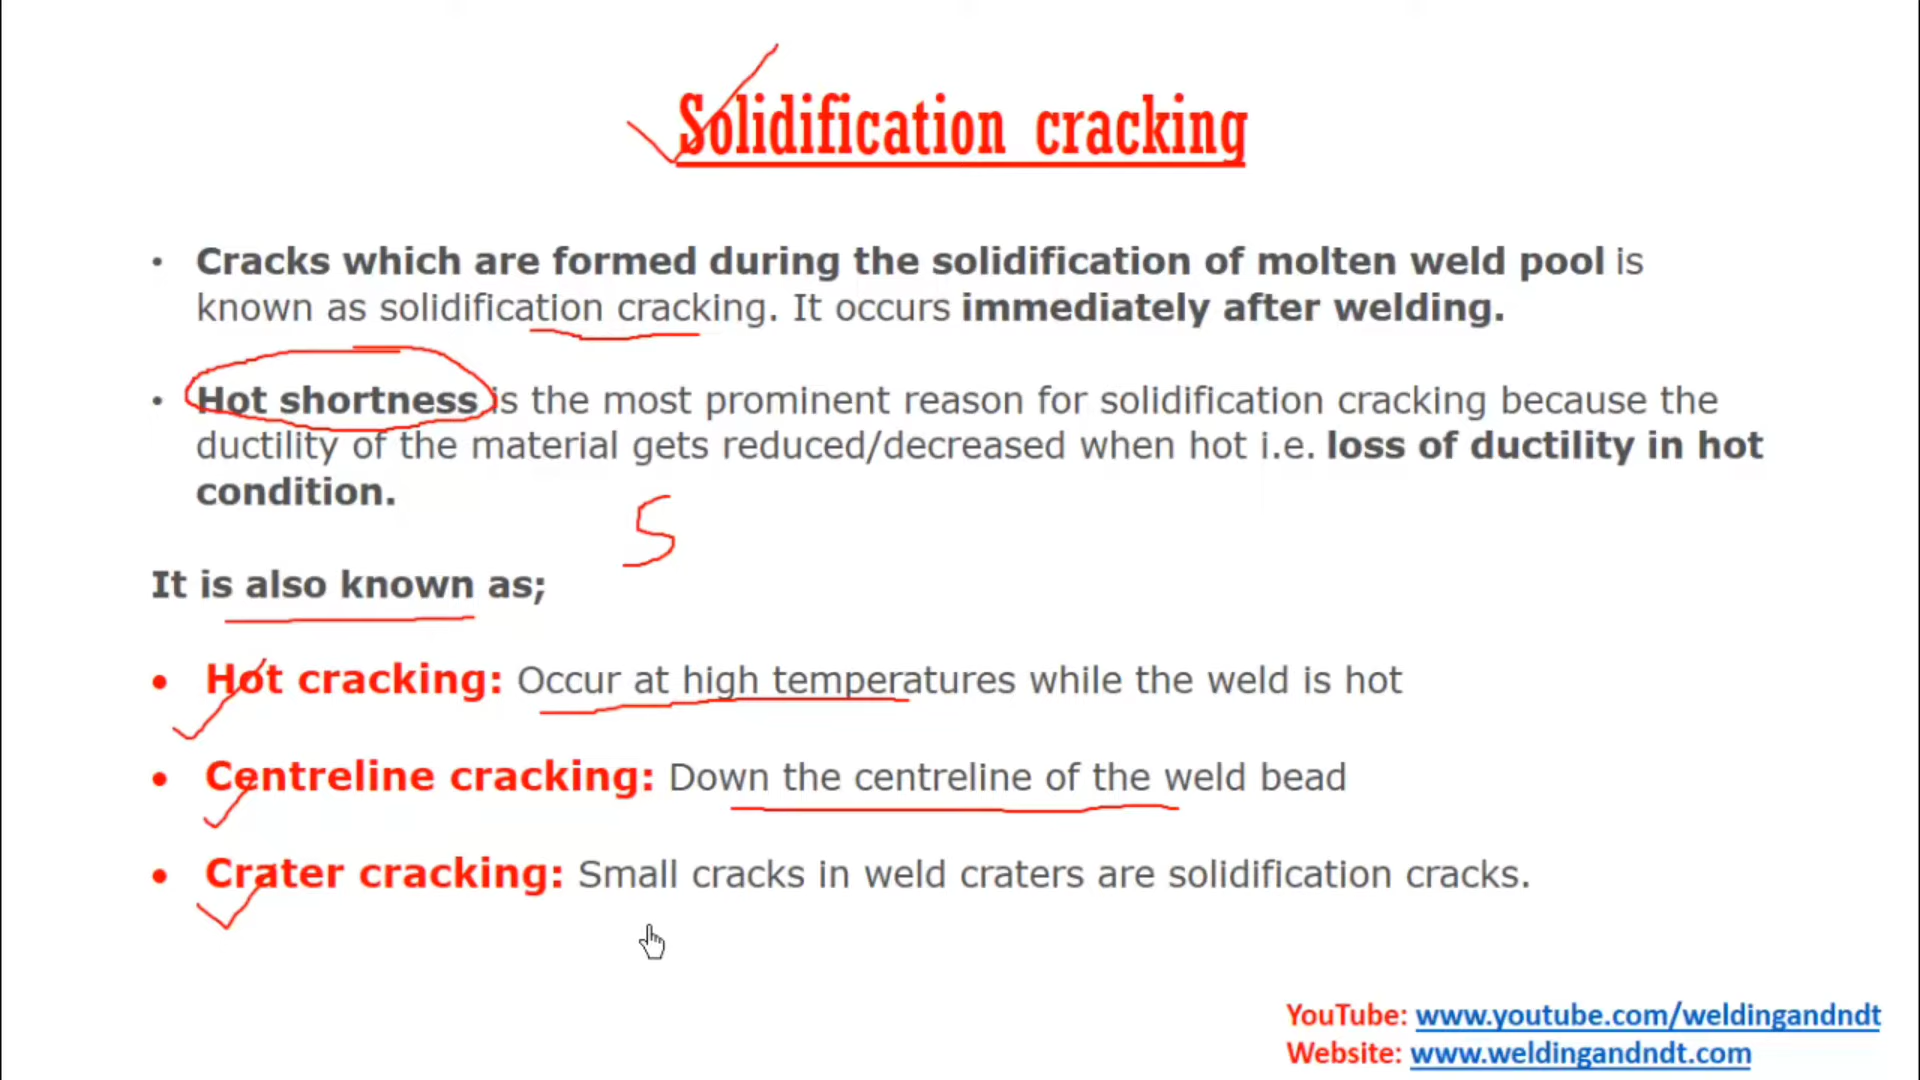 Solidification cracking
• Cracks which are formed during the solidification of molten weld pool is
known as solidification cracking. It occurs immediately after welding.
• Hot shortness is the most prominent reason for solidification cracking because the
ductility of the material gets reduced/decreased when hot i.e. loss of ductility in hot
condition.
S
It is also known as;
• Hot cracking: Occur at high temperatures while the weld is hot
• Centreline cracking: Down the centreline of the weld bead
• Crater cracking: Small cracks in weld craters are solidification cracks.
YouTube: www.youtube.com/weldingandndt
Website: www.weldingandndt.com